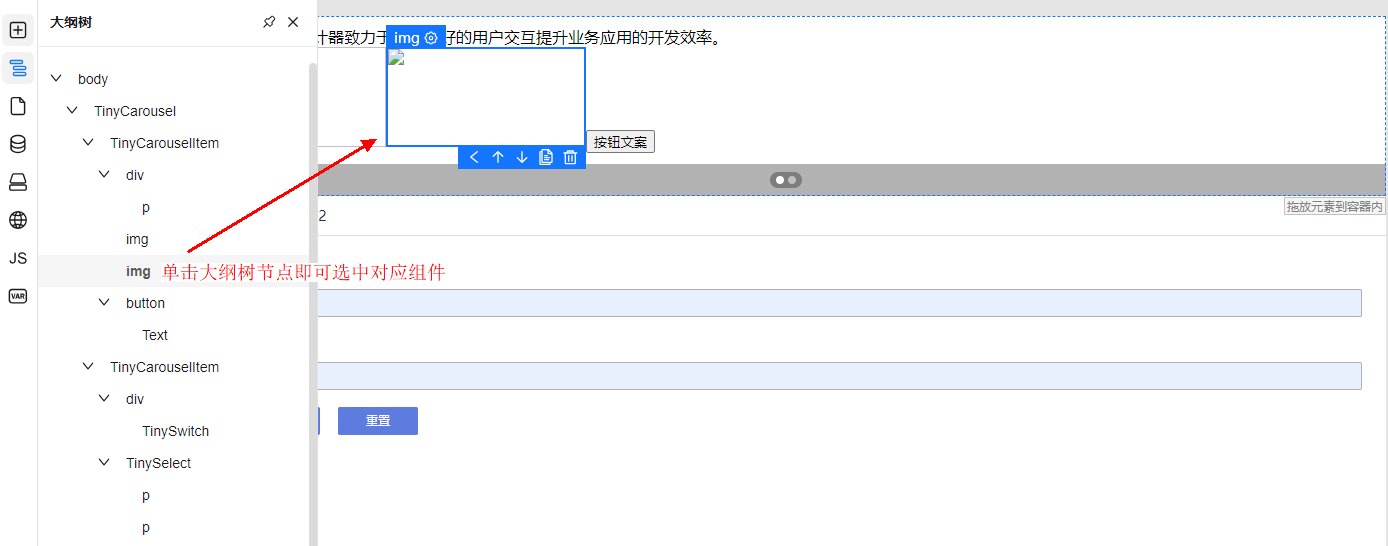 大纲树
body
TinyCarousel
TinyCarouselItem
div
p
img
img
button
Text
TinyCarouselItem
div
TinySwitch
TinySelect
p
p
JS
VAR
单击大纲树节点即可选中对应组件
计器致力于
好的用户交互提升业务应用的开发效率。
img
按钮文案
拖放元素到容器内
2
重置